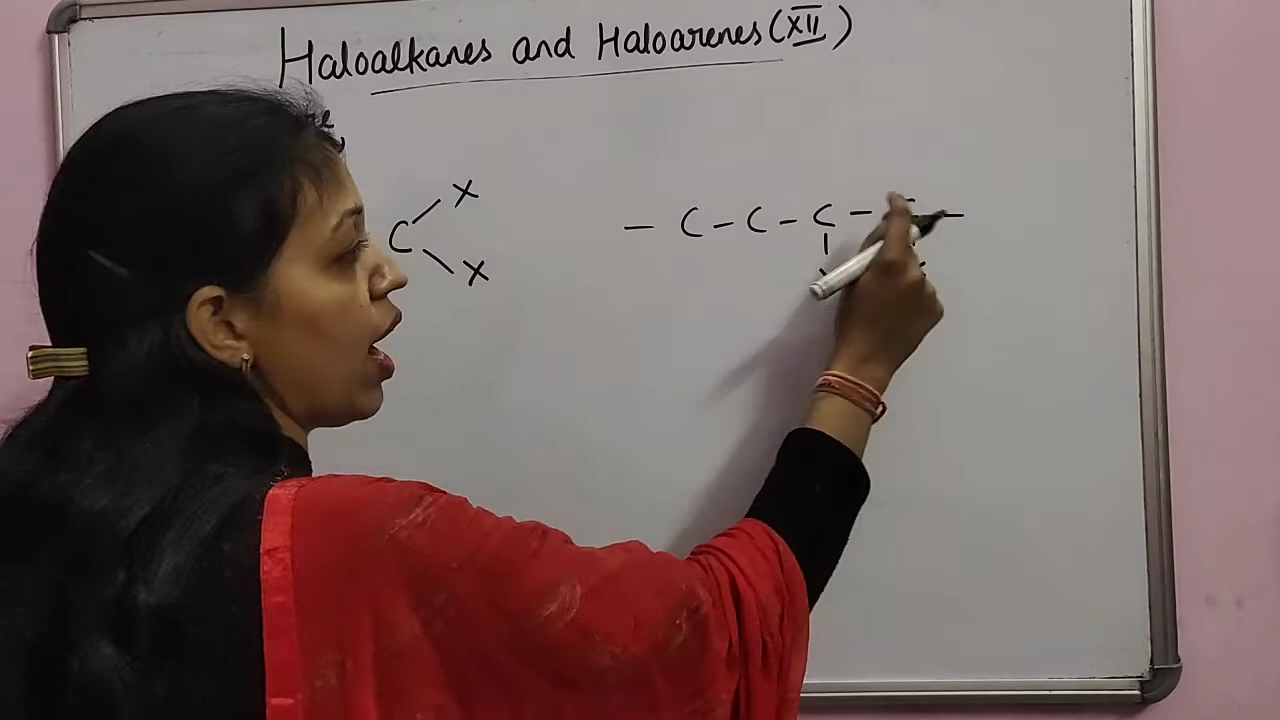 Haloalkanes and Haloarenes (XII)
X
C
X
— C — C — C —